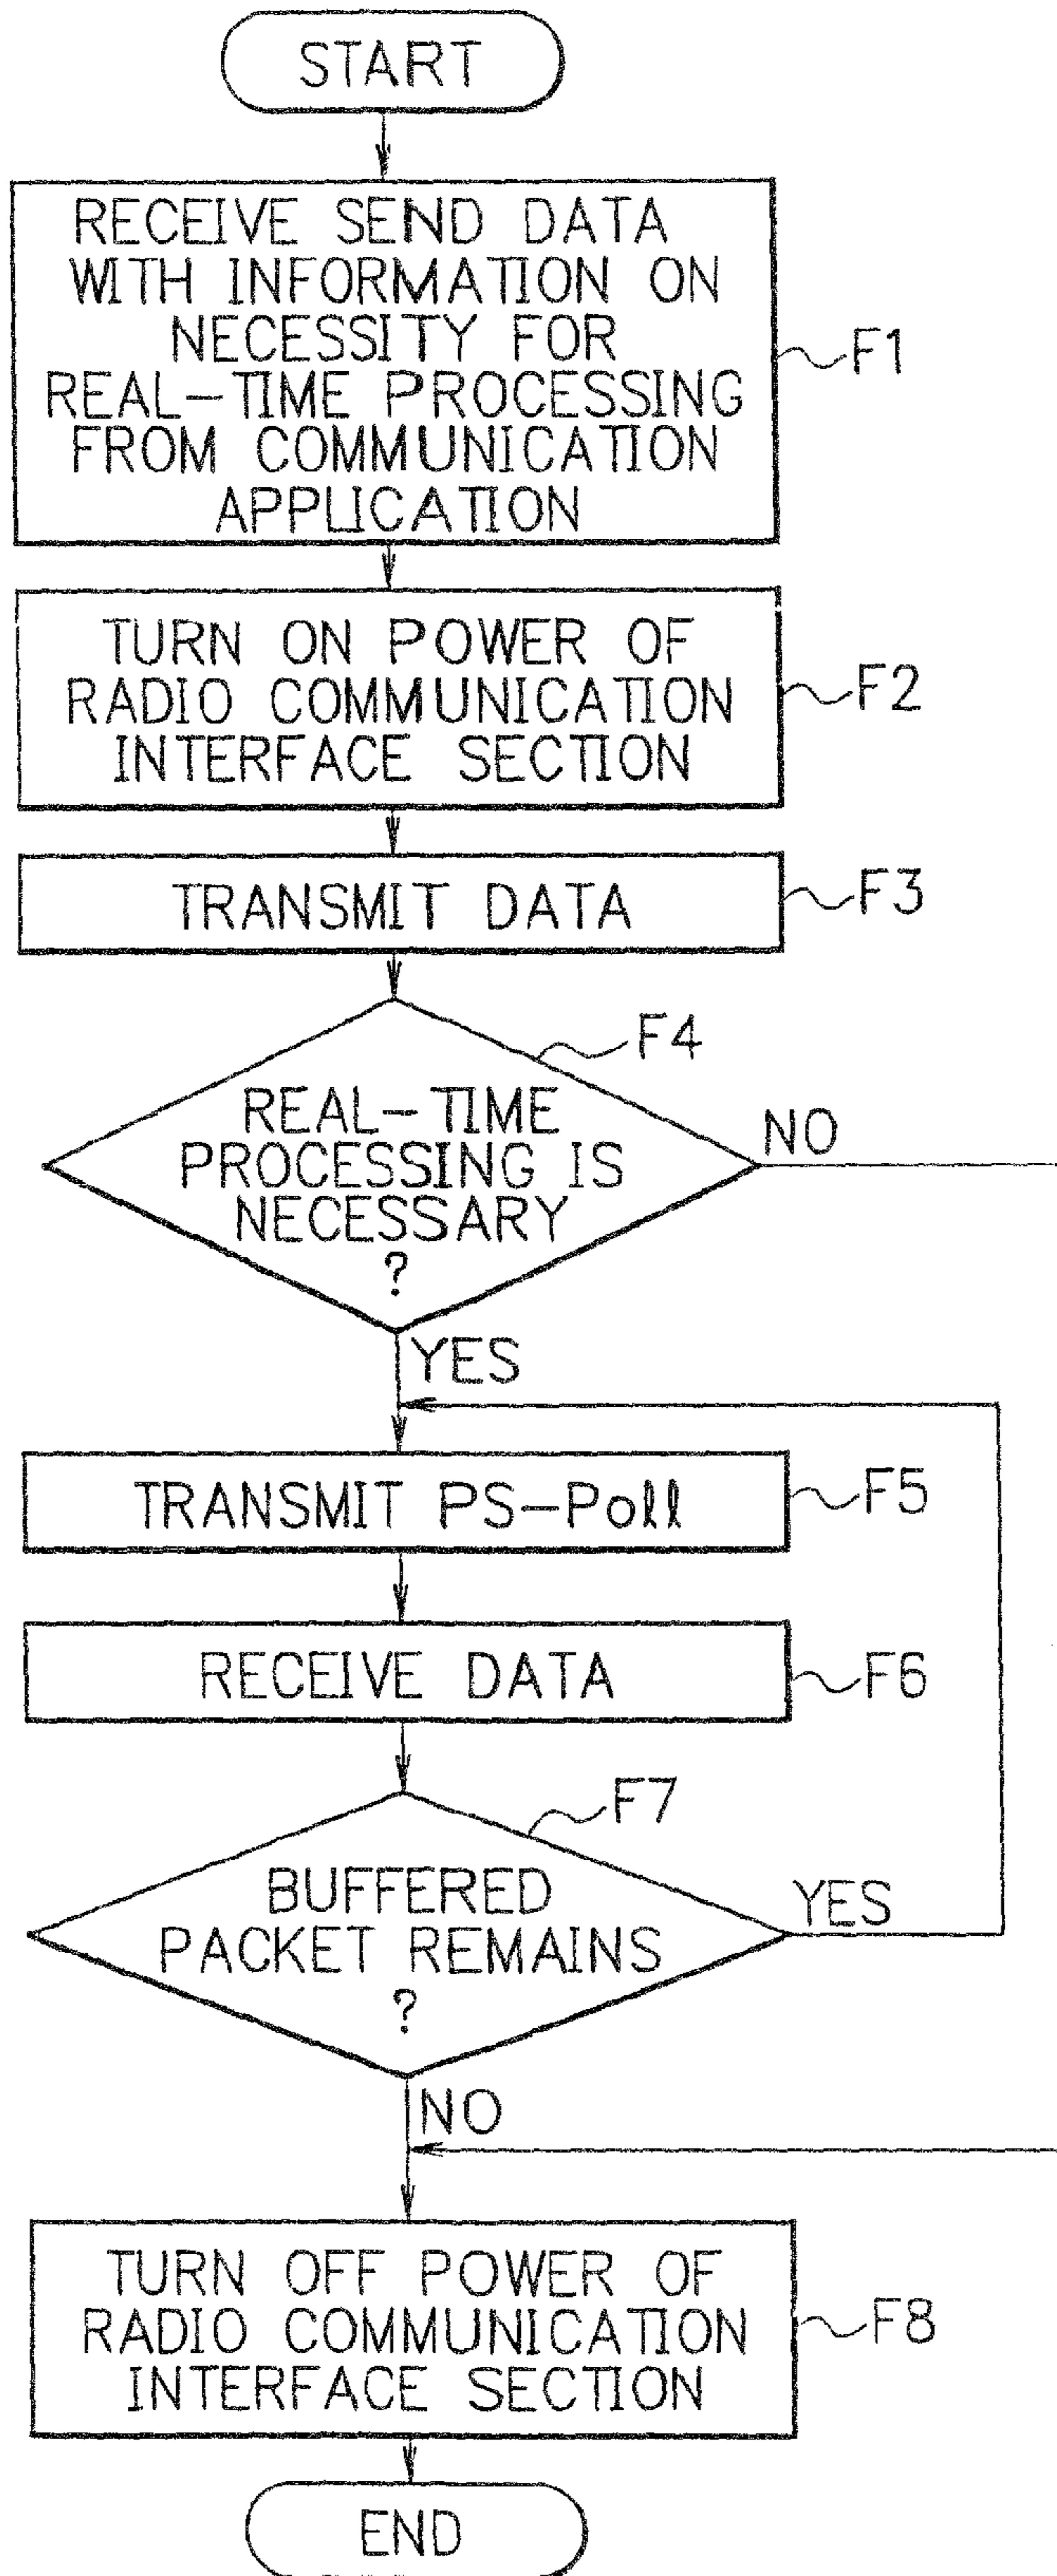 START
RECEIVE SEND DATA
WITH INFORMATION ON
NECESSITY FOR
REAL-TIME PROCESSING
FROM COMMUNICATION
APPLICATION
F1
TURN ON POWER OF
RADIO COMMUNICATION
INTERFACE SECTION
F2
TRANSMIT DATA
F3
F4
REAL-TIME
PROCESSING IS
NECESSARY
?
NO
YES
TRANSMIT PS-Poll
F5
RECEIVE DATA
F6
F7
BUFFERED
PACKET REMAINS
?
YES
NO
TURN OFF POWER OF
RADIO COMMUNICATION
INTERFACE SECTION
F8
END